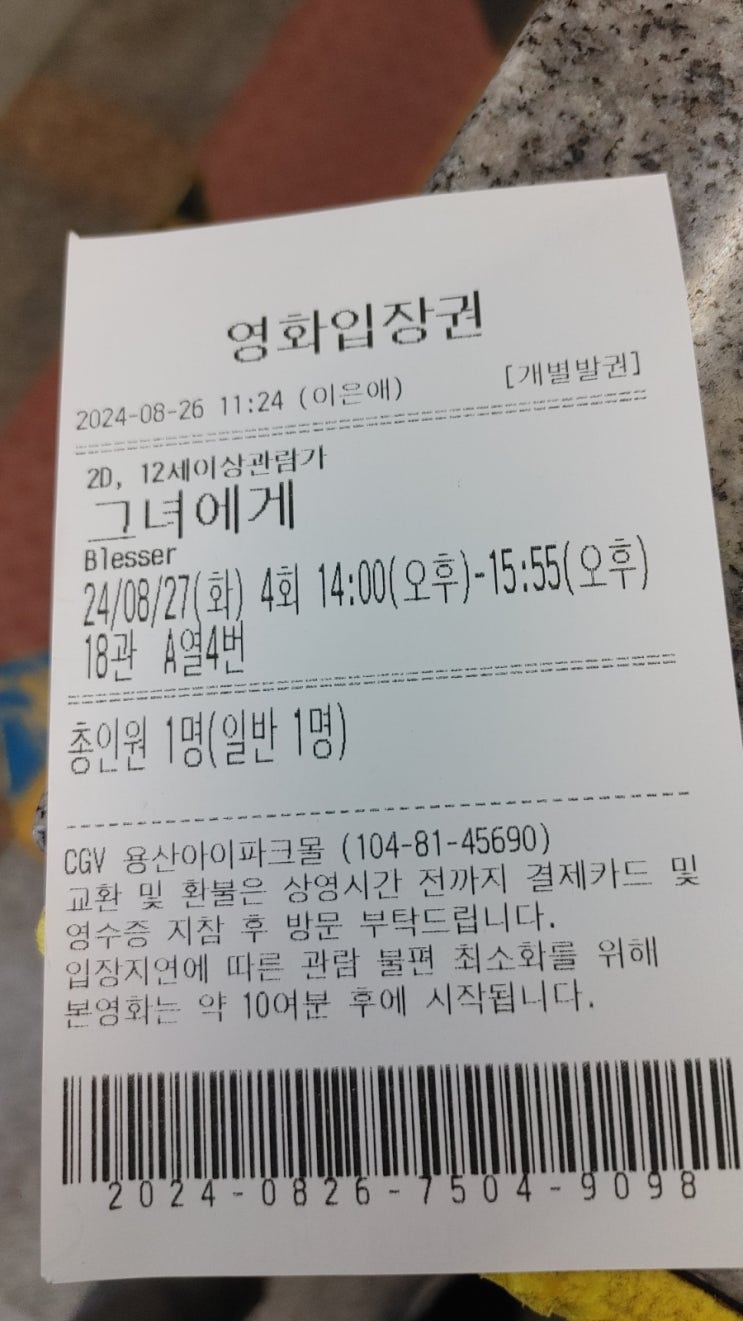 영화입장권
2024-08-26 11:24 (이은애) [개별발권]
2D, 12세이상관람가
그녀에게
Blesser
24/08/27(화) 4회 14:00(오후)-15:55(오후)
18관 A열4번
총인원 1명(일반 1명)
CGV 용산아이파크몰 (104-81-45690)
교환 및 환불은 상영시간 전까지 결제카드 및
영수증 지참 후 방문 부탁드립니다.
입장지연에 따른 관람 불편 최소화를 위해
본영화는 약 10여분 후에 시작됩니다.
2024-0826-7504-9098